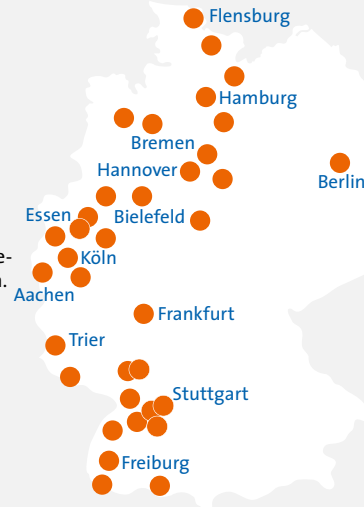 Flensburg
Hamburg
Bremen
Hannover
Berlin
Essen
Bielefeld
e-
Köln
.
Aachen
Frankfurt
Trier
Stuttgart
Freiburg